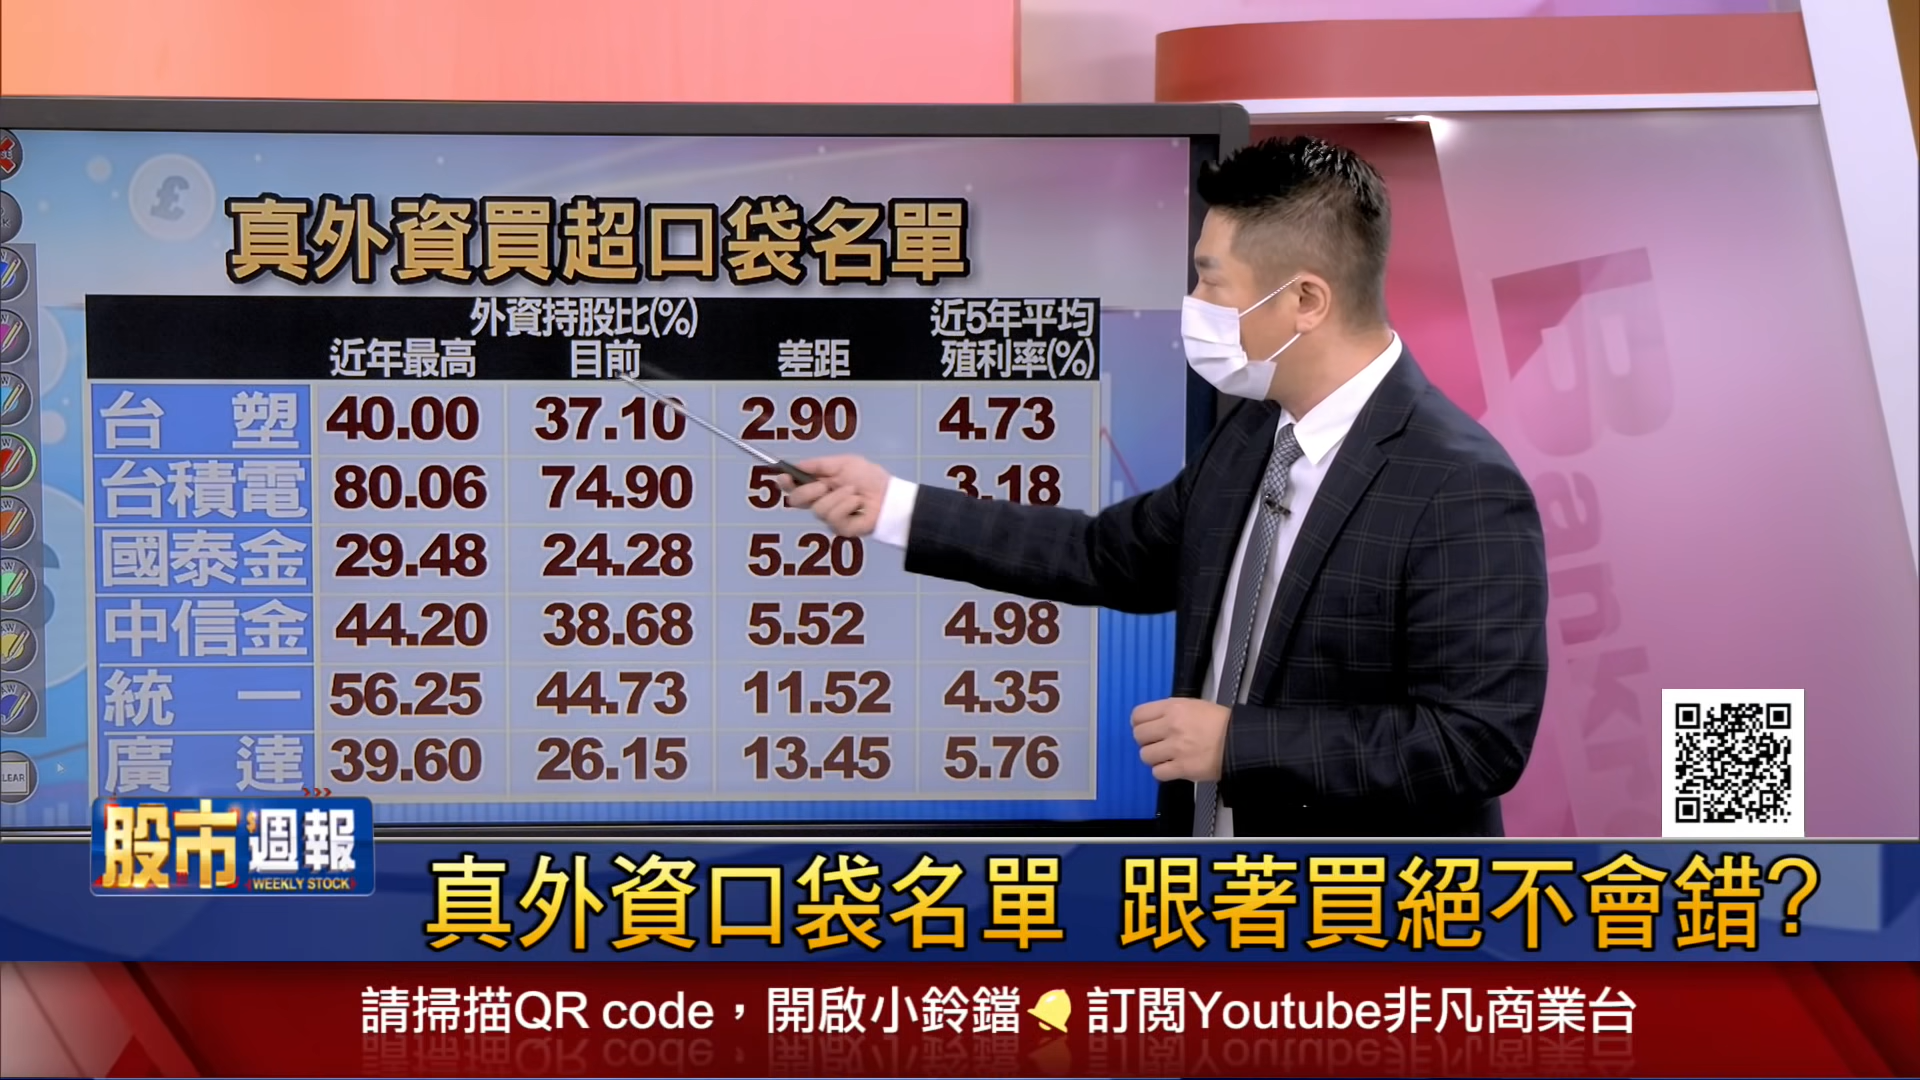 真外資買超口袋名單
外資持股比(%)
近5年平均
近年最高 目前 差距 殖利率(%)
台塑 40.00 37.10 2.90 4.73
台積電 80.06 74.90 5. 3.18
國泰金 29.48 24.28 5.20
中信金 44.20 38.68 5.52 4.98
統一 56.25 44.73 11.52 4.35
廣達 39.60 26.15 13.45 5.76
Bankr
LEAR
股市週報
WEEKLY STOCK
真外資口袋名單 跟著買絕不會錯?
請掃描QR code，開啟小鈴鐺🔔訂閱Youtube非凡商業台